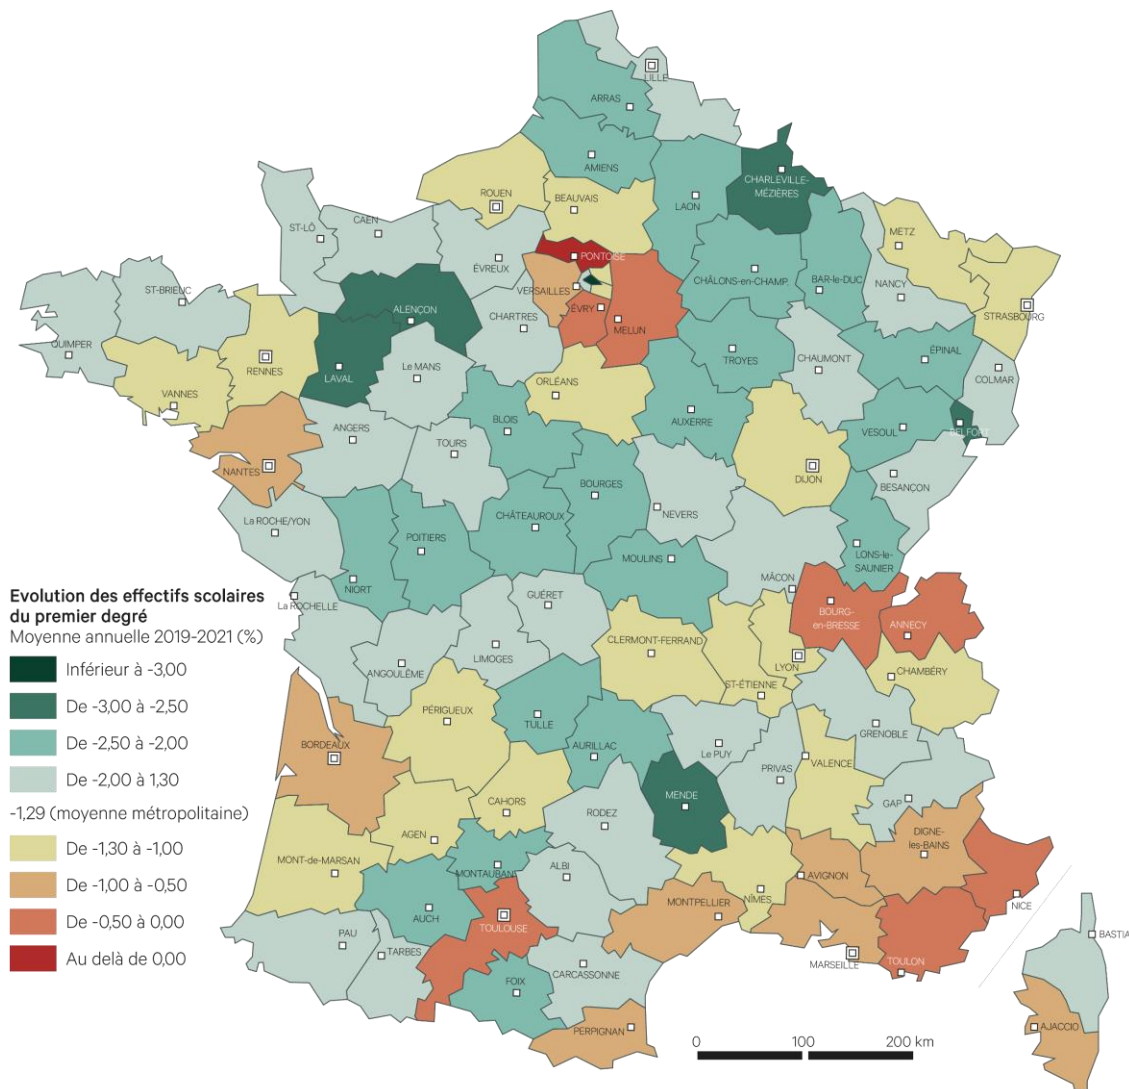 LILLE
ARRAS
AMIENS
CHARLEVILLE-
MÉZIÈRES
LAON
ROUEN
BEAUVAIS
ST-LÔ
CAEN
METZ
PONTOISE
ÉVREUX
CHÂLONS-en-CHAMP.
BAR-le-DUC
NANCY
ST-BRIEUC
VERSAILLES
STRASBOURG
ALENÇON
ÉVRY
MELUN
CHARTRES
QUIMPER
RENNES
LAVAL
Le MANS
TROYES
CHAUMONT
ÉPINAL
COLMAR
VANNES
ORLÉANS
BLOIS
AUXERRE
VESOUL
BELFORT
ANGERS
TOURS
NANTES
DIJON
BESANÇON
BOURGES
NEVERS
La ROCHE/YON
CHÂTEAUROUX
POITIERS
MOULINS
LONS-le-
SAUNIER
NIORT
MÂCON
La ROCHELLE
GUÉRET
BOURG-
en-BRESSE
ANNECY
CLERMONT-FERRAND
LYON
LIMOGES
ANGOULÊME
CHAMBÉRY
ST-ÉTIENNE
PÉRIGUEUX
TULLE
GRENOBLE
BORDEAUX
AURILLAC
Le PUY
PRIVAS
VALENCE
MENDE
GAP
CAHORS
RODEZ
AGEN
DIGNE-
les-BAINS
MONT-de-MARSAN
MONTAUBAN
ALBI
AVIGNON
NÎMES
AUCH
MONTPELLIER
NICE
TOULOUSE
PAU
TARBES
MARSEILLE
TOULON
BASTIA
CARCASSONNE
FOIX
PERPIGNAN
AJACCIO
Evolution des effectifs scolaires
du premier degré
Moyenne annuelle 2019-2021 (%)
Inférieur à -3,00
De -3,00 à -2,50
De -2,50 à -2,00
De -2,00 à 1,30
-1,29 (moyenne métropolitaine)
De -1,30 à -1,00
De -1,00 à -0,50
De -0,50 à 0,00
Au delà de 0,00
0 100 200 km